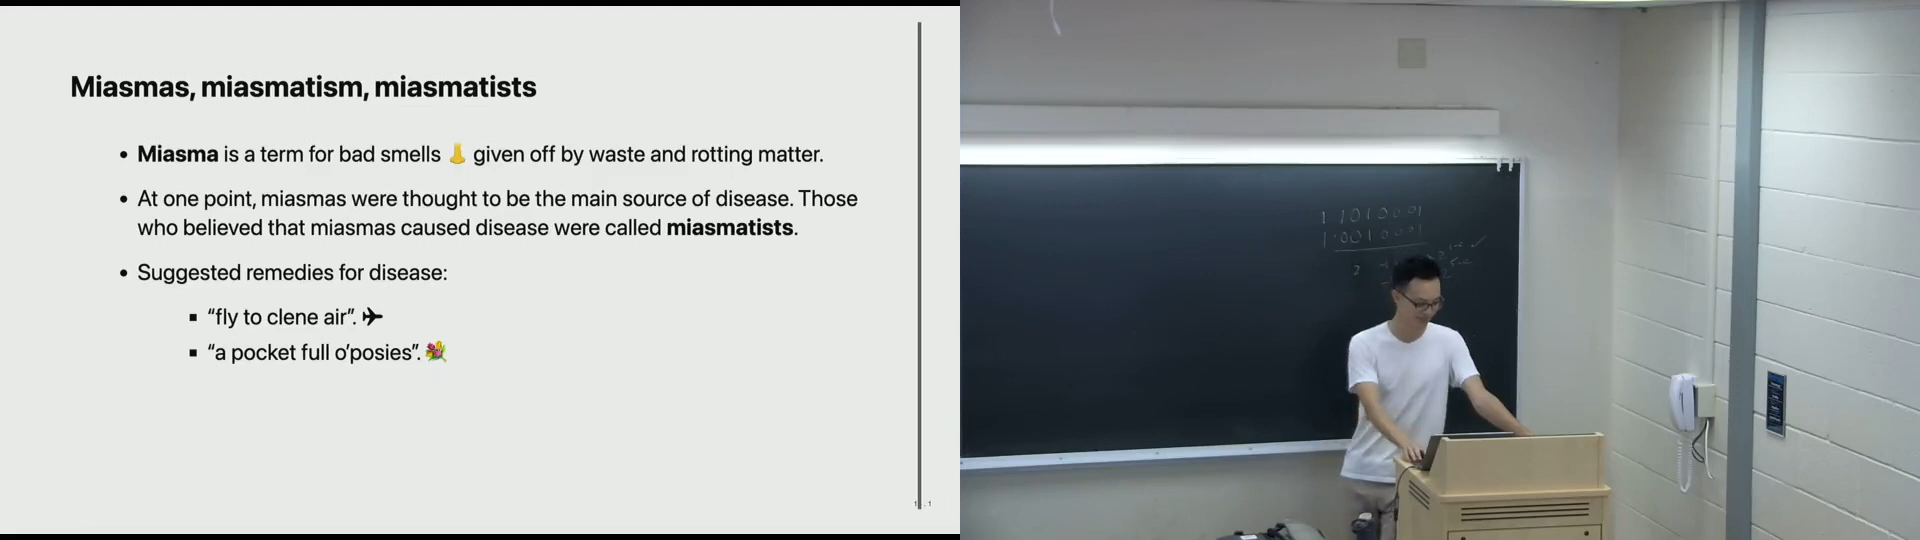 Miasmas, miasmatism, miasmatists
• Miasma is a term for bad smells 👃 given off by waste and rotting matter.
• At one point, miasmas were thought to be the main source of disease. Those
who believed that miasmas caused disease were called miasmatists.
• Suggested remedies for disease:
▪ “fly to clene air”. ✈
▪ “a pocket full o’posies”. 💐
11010001
10010001